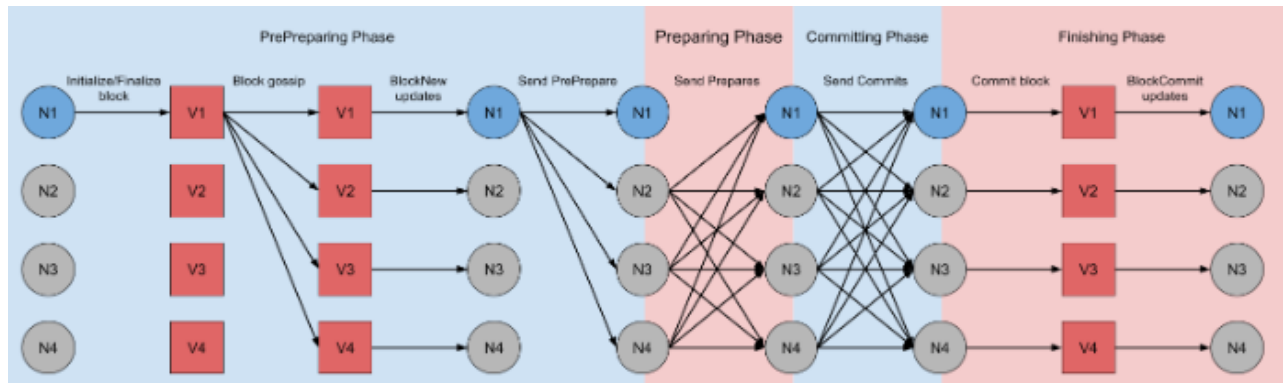 PrePreparing Phase
Preparing Phase
Committing Phase
Finishing Phase
Initialize/Finalize
block
Block gossip
BlockNew
updates
Send PrePrepare
Send Prepares
Send Commits
Commit block
BlockCommit
updates
N1 V1 V1 N1 N1 N1 N1 V1 N1
N2 V2 V2 N2 N2 N2 N2 V2 N2
N3 V3 V3 N3 N3 N3 N3 V3 N3
N4 V4 V4 N4 N4 N4 N4 V4 N4